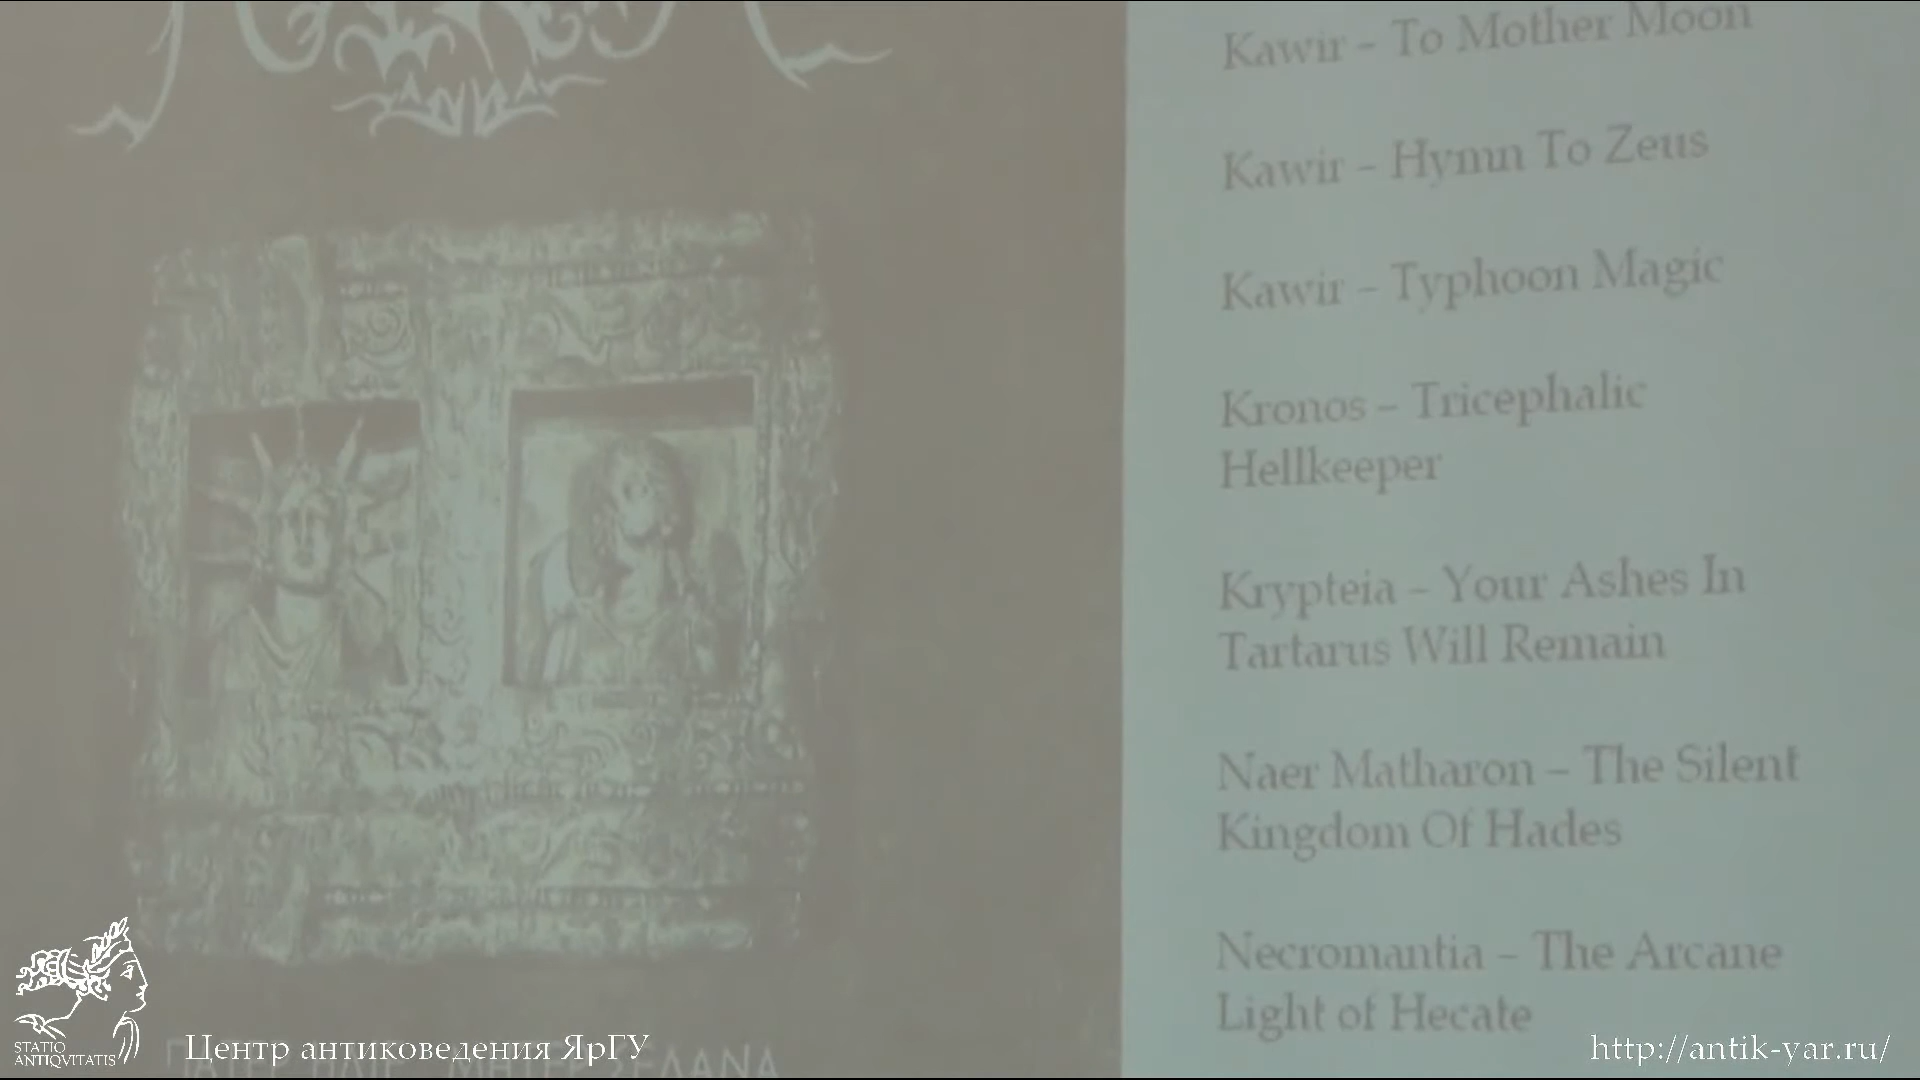 Kawir – To Mother Moon
Kawir – Hymn To Zeus
Kawir – Typhoon Magic
Kronos – Tricephalic
Hellkeeper
Krypteia – Your Ashes In
Tartarus Will Remain
Naer Matharon – The Silent
Kingdom Of Hades
Necromantia – The Arcane
Light of Hecate
STATIO
ANTIQVITATIS
Центр антиковедения ЯрГУ
http://antik-yar.ru/